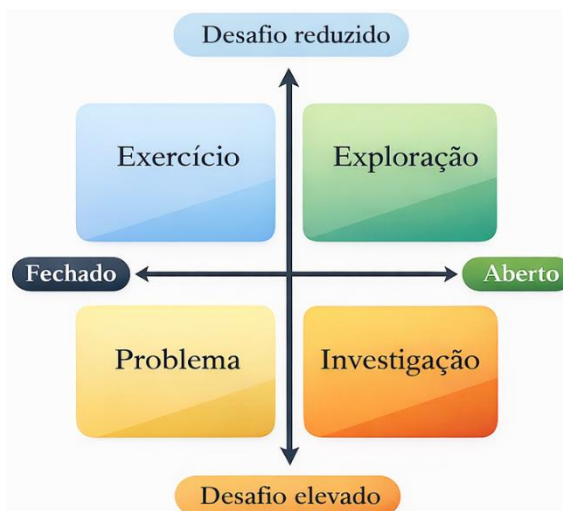 Desafio reduzido
Exercício
Exploração
Fechado
Aberto
Problema
Investigação
Desafio elevado